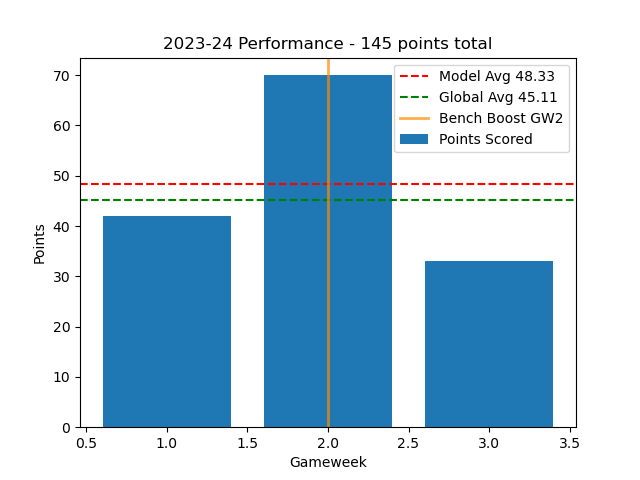 2023-24 Performance - 145 points total
Points
70
60
50
40
30
20
10
0
Model Avg 48.33
Global Avg 45.11
Bench Boost GW2
Points Scored
0.5 1.0 1.5 2.0 2.5 3.0 3.5
Gameweek